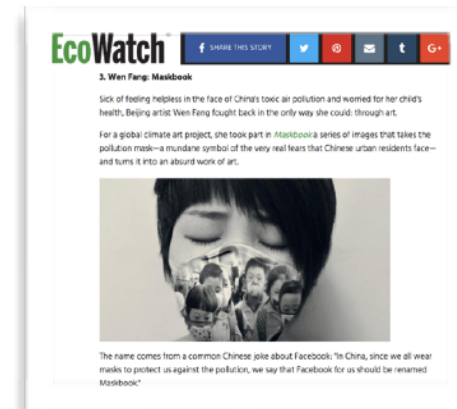 EcoWatch
f SHARE THIS STORY t G+
3. Wen Fang: Maskbook
Sick of feeling helpless in the face of China's toxic air pollution and worried for her child's
health, Beijing artist Wen Fang fought back in the only way she could: through art.
For a global climate art project, she took part in Maskbook a series of images that takes the
pollution mask—a mundane symbol of the very real fears that Chinese urban residents face—
and turns it into an absurd work of art.
The name comes from a common Chinese joke about Facebook: "In China, since we all wear
masks to protect us against the pollution, we say that Facebook for us should be renamed
Maskbook."